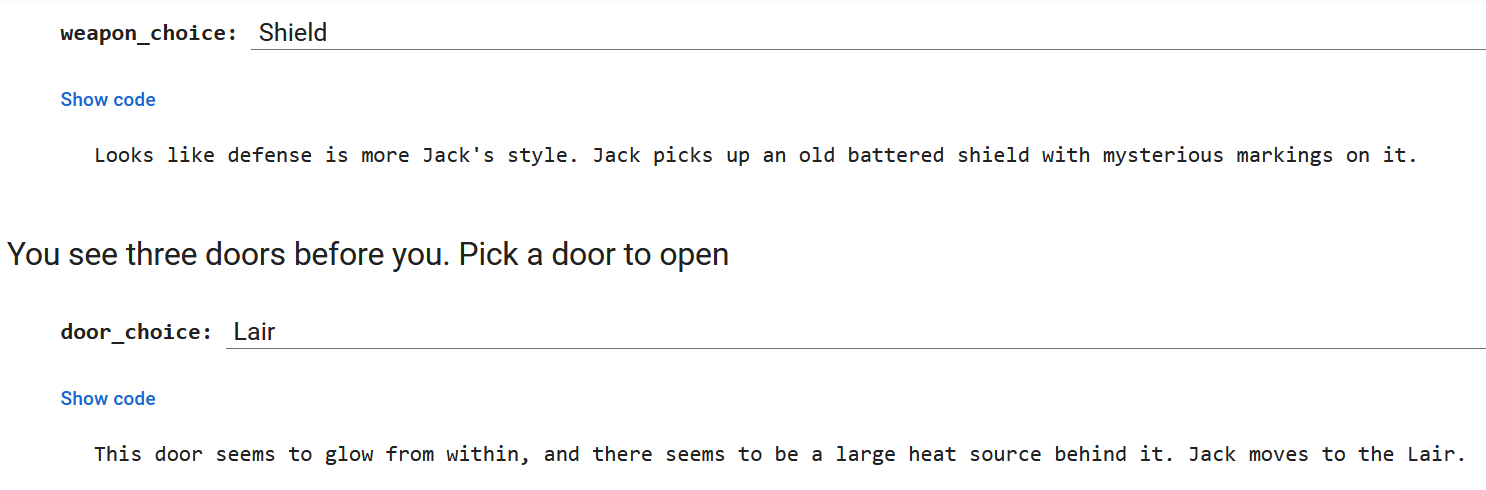 weapon_choice: Shield
Show code
Looks like defense is more Jack's style. Jack picks up an old battered shield with mysterious markings on it.
You see three doors before you. Pick a door to open
door_choice: Lair
Show code
This door seems to glow from within, and there seems to be a large heat source behind it. Jack moves to the Lair.